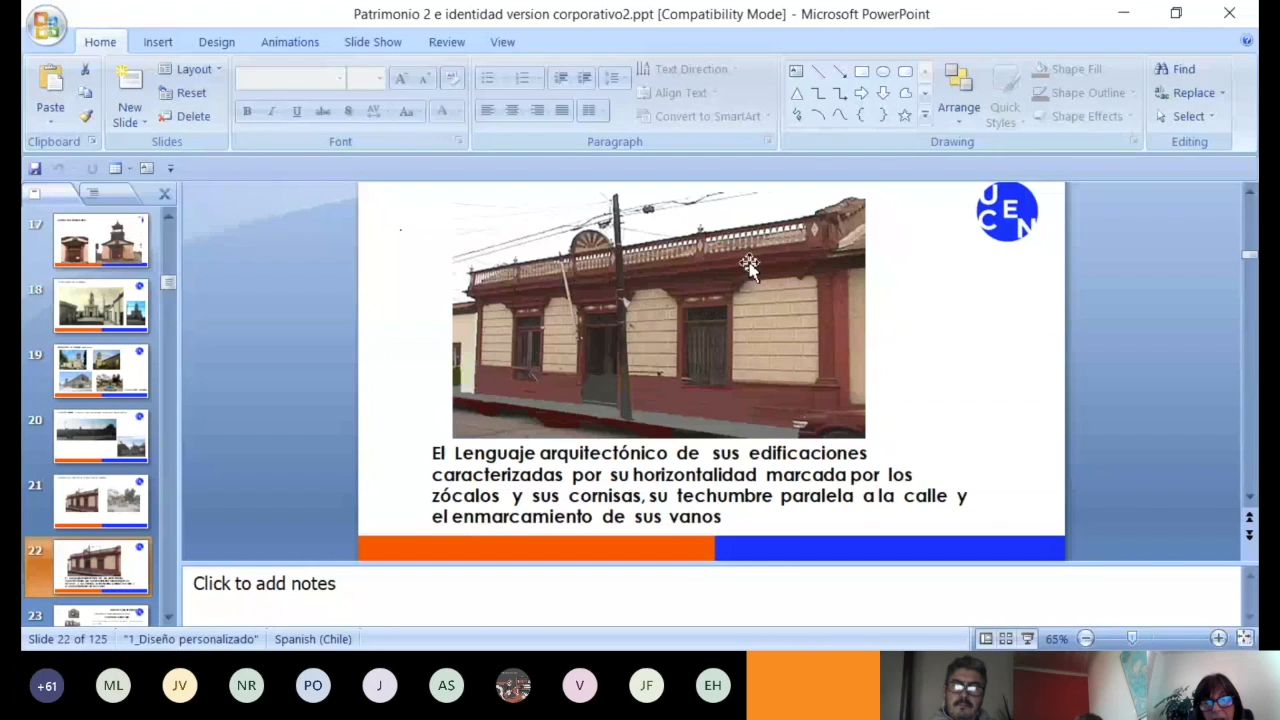 Patrimonio 2 e identidad version corporativo2.ppt [Compatibility Mode] - Microsoft PowerPoint
Home Insert Design Animations Slide Show Review View
Paste
Clipboard
New
Slide
Layout
Reset
Delete
Slides
B I U abe S AV Aa A
Font
Text Direction
Align Text
Convert to SmartArt
Paragraph
Arrange
Quick
Styles
Shape Fill
Shape Outline
Shape Effects
Drawing
Find
Replace
Select
Editing
17
18
19
20
21
22
23
UCEN
El Lenguaje arquitectónico de sus edificaciones
caracterizadas por su horizontalidad marcada por los
zócalos y sus cornisas, su techumbre paralela a la calle y
el enmarcamiento de sus vanos
Click to add notes
Slide 22 of 125 "1_Diseño personalizado" Spanish (Chile) 65%
+61 ML JV NR PO J AS V JF EH